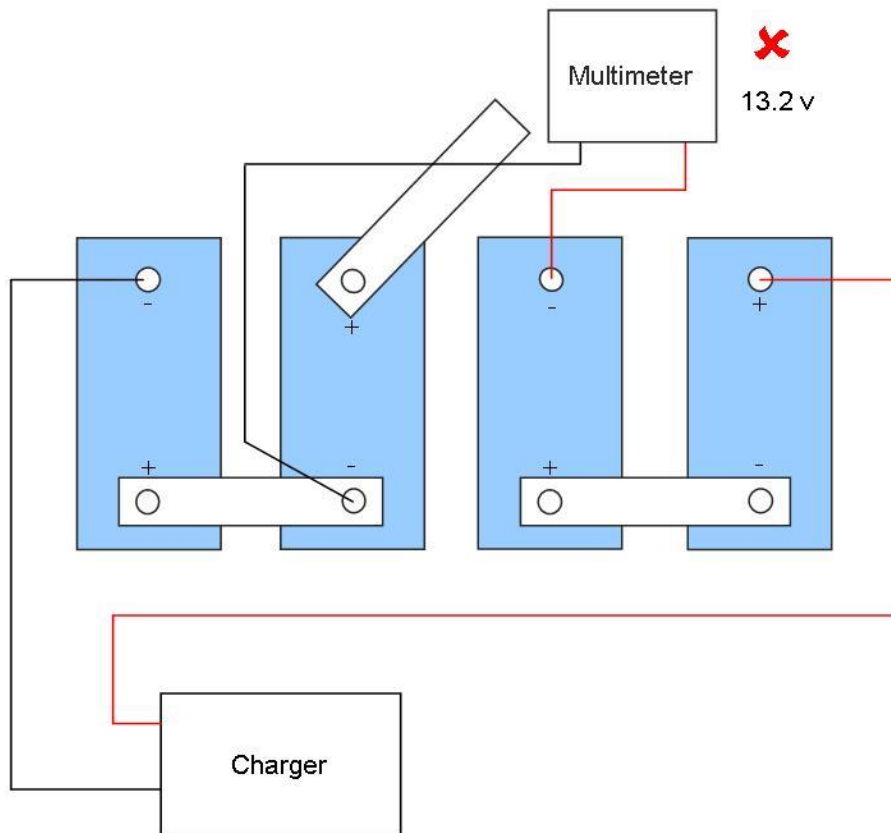 Multimeter
13.2 v
- + - +
+ - + -
Charger